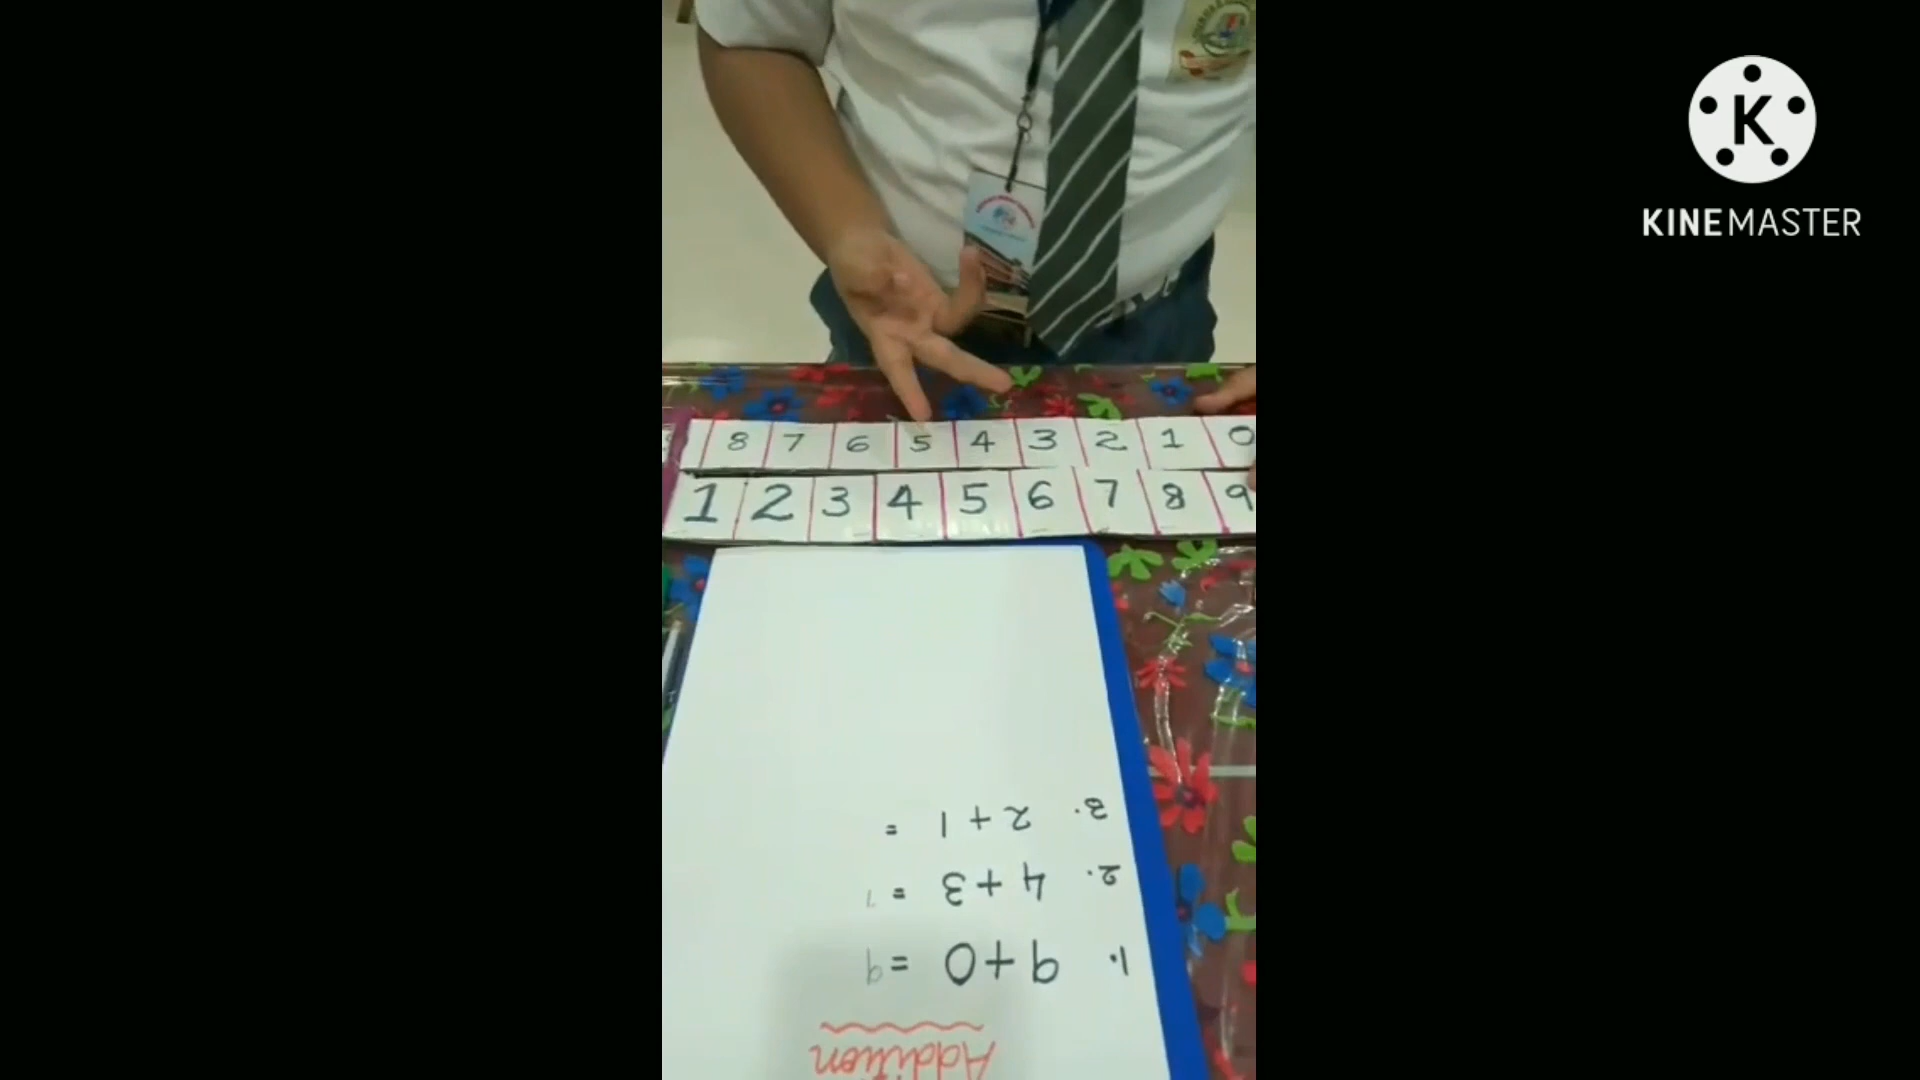 KINEMASTER
8 7 6 5 4 3 2 1 0
1 2 3 4 5 6 7 8 9
Addition
1. 9+0 = 9
2. 4+3 = 7
3. 2+1 =